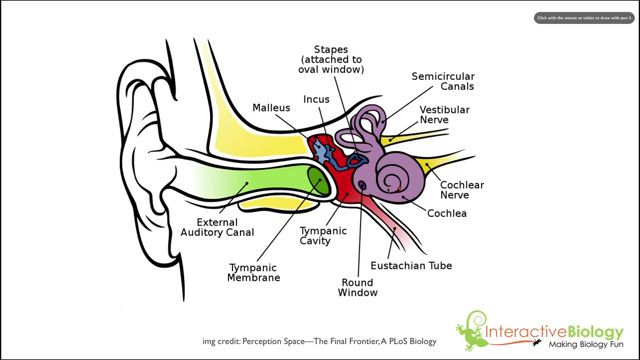 Click with the mouse or tablet to draw with pen 2
Stapes
(attached to
oval window)
Semicircular
Canals
Malleus
Incus
Vestibular
Nerve
Cochlear
Nerve
External
Auditory Canal
Cochlea
Tympanic
Cavity
Tympanic
Membrane
Eustachian Tube
Round
Window
InteractiveBiology
Making Biology Fun
img credit: Perception Space—The Final Frontier, A PLoS Biology